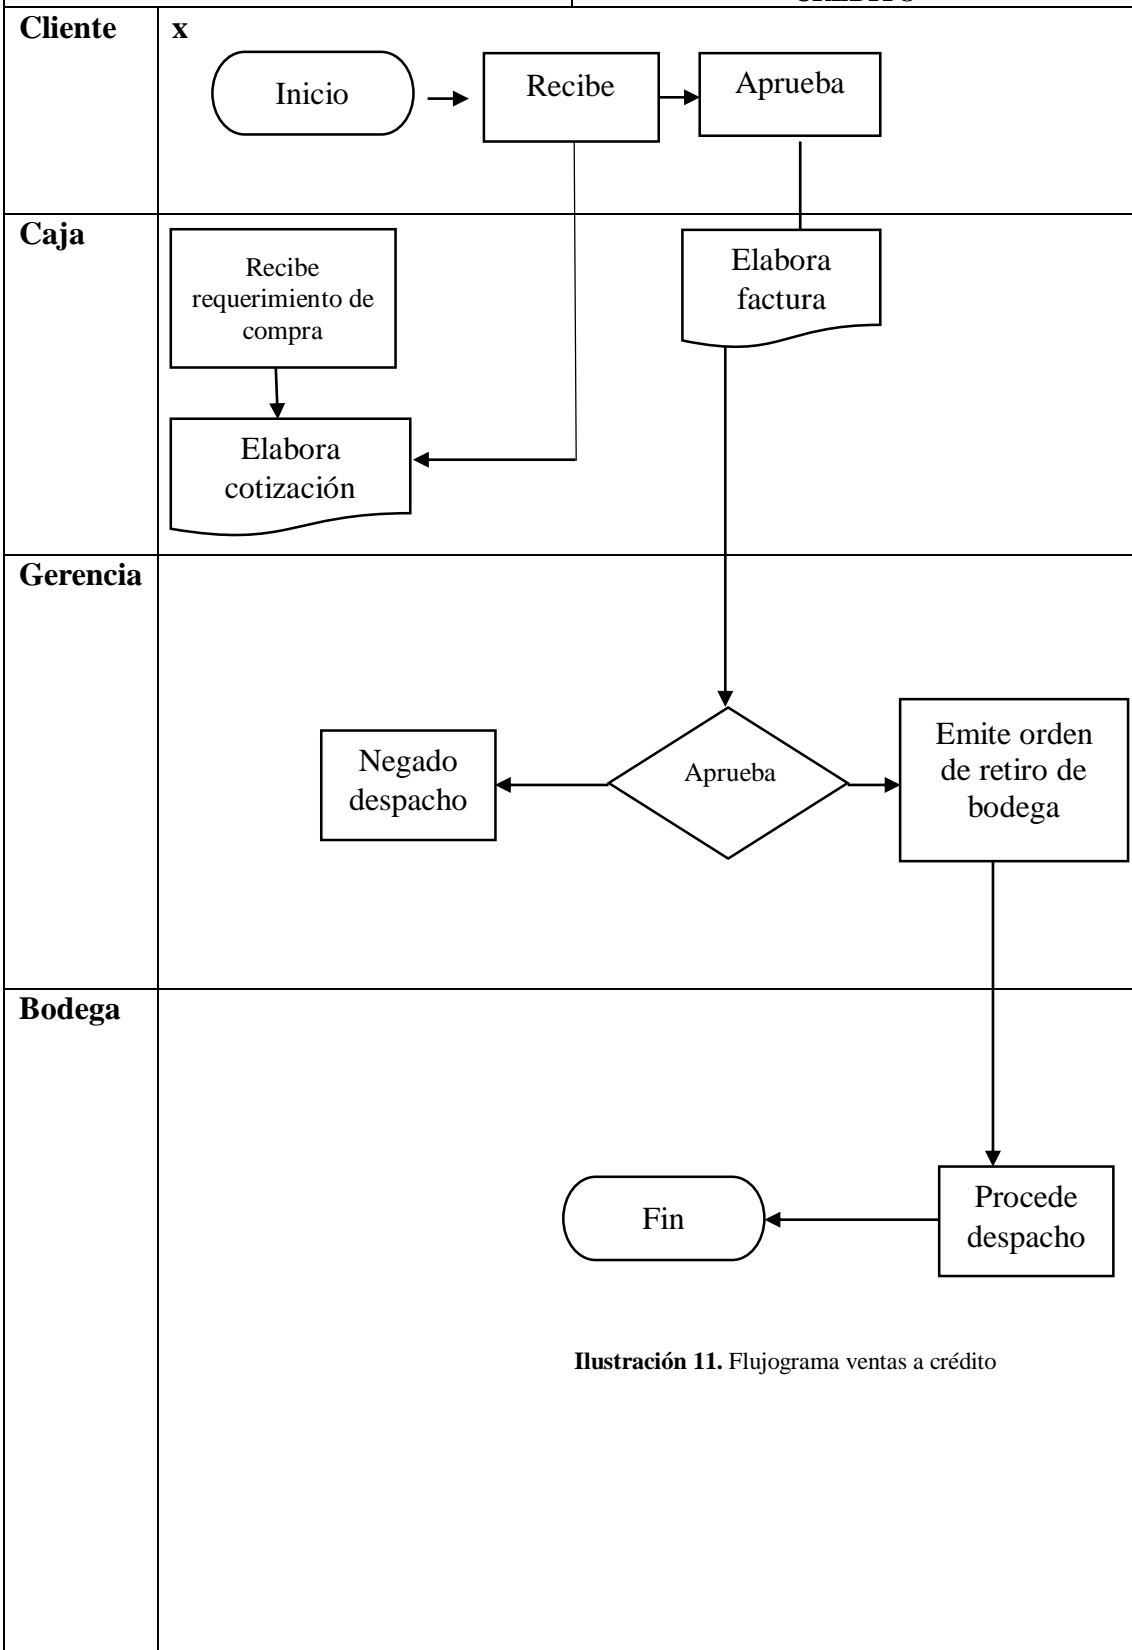 Cliente
x
Inicio
Recibe
Aprueba
Caja
Recibe
requerimiento de
compra
Elabora
factura
Elabora
cotización
Gerencia
Negado
despacho
Aprueba
Emite orden
de retiro de
bodega
Bodega
Fin
Procede
despacho
Ilustración 11. Flujograma ventas a crédito